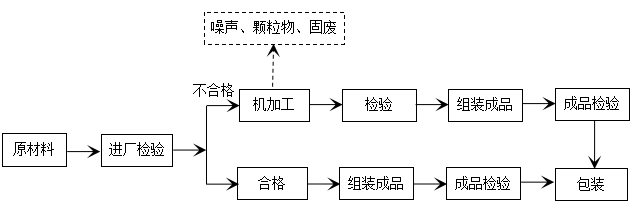 噪声、颗粒物、固废
不合格
机加工
检验
组装成品
成品检验
原材料
进厂检验
合格
组装成品
成品检验
包装